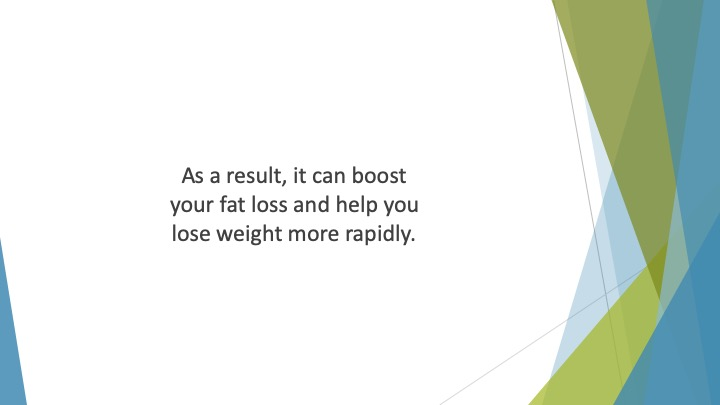 As a result, it can boost
your fat loss and help you
lose weight more rapidly.